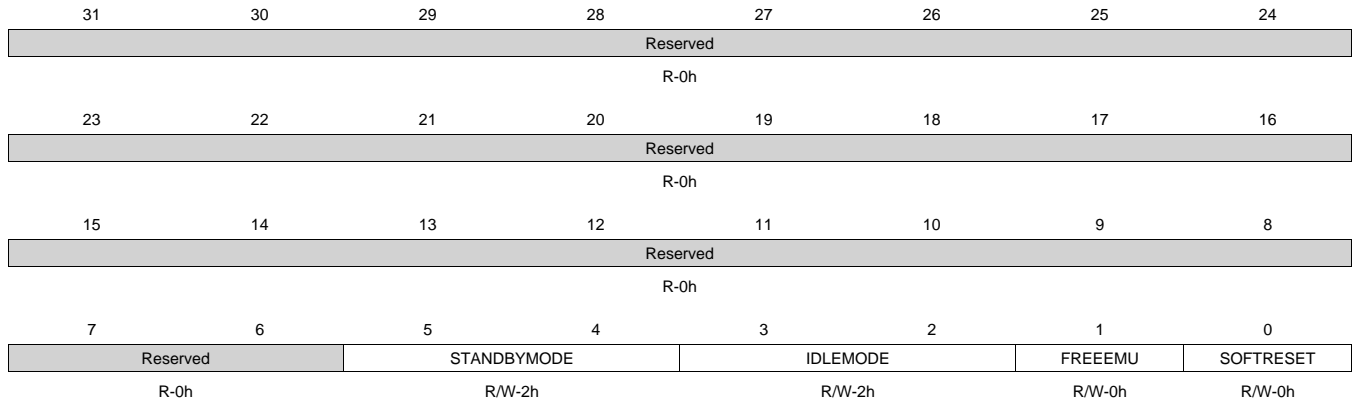 31 30 29 28 27 26 25 24
Reserved
R-0h
23 22 21 20 19 18 17 16
Reserved
R-0h
15 14 13 12 11 10 9 8
Reserved
R-0h
7 6 5 4 3 2 1 0
Reserved STANDBYMODE IDLEMODE FREEEMU SOFTRESET
R-0h R/W-2h R/W-2h R/W-0h R/W-0h